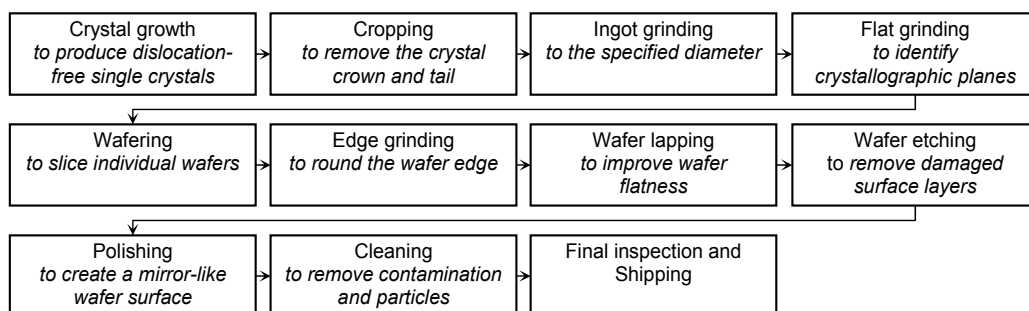 Crystal growth
to produce dislocation-
free single crystals
Cropping
to remove the crystal
crown and tail
Ingot grinding
to the specified diameter
Flat grinding
to identify
crystallographic planes
Wafering
to slice individual wafers
Edge grinding
to round the wafer edge
Wafer lapping
to improve wafer
flatness
Wafer etching
to remove damaged
surface layers
Polishing
to create a mirror-like
wafer surface
Cleaning
to remove contamination
and particles
Final inspection and
Shipping